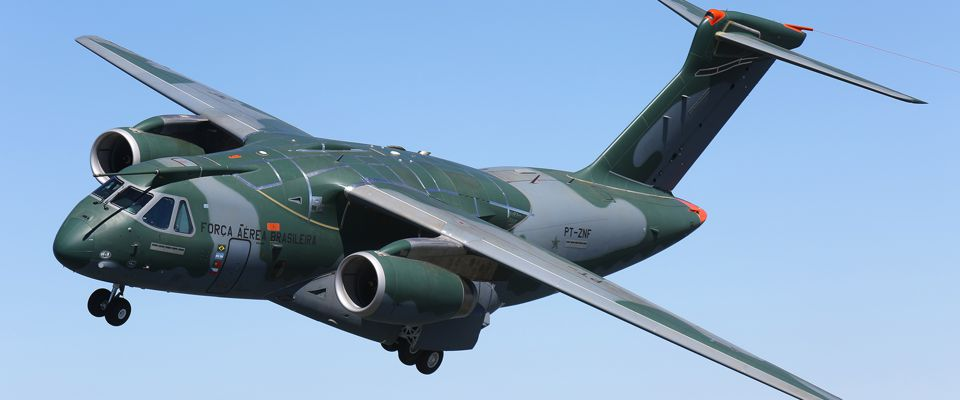 FORÇA AÉREA BRASILEIRA
PT-ZNF